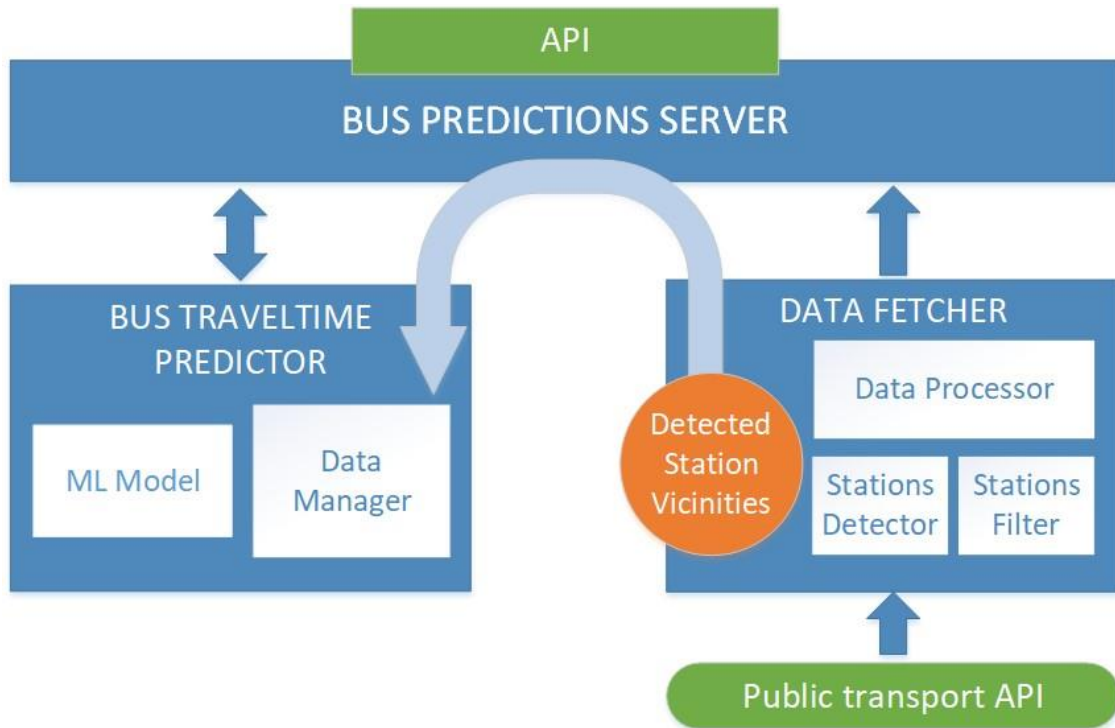 API
BUS PREDICTIONS SERVER
BUS TRAVELTIME
PREDICTOR
ML Model
Data
Manager
DATA FETCHER
Data Processor
Detected
Station
Vicinities
Stations
Detector
Stations
Filter
Public transport API